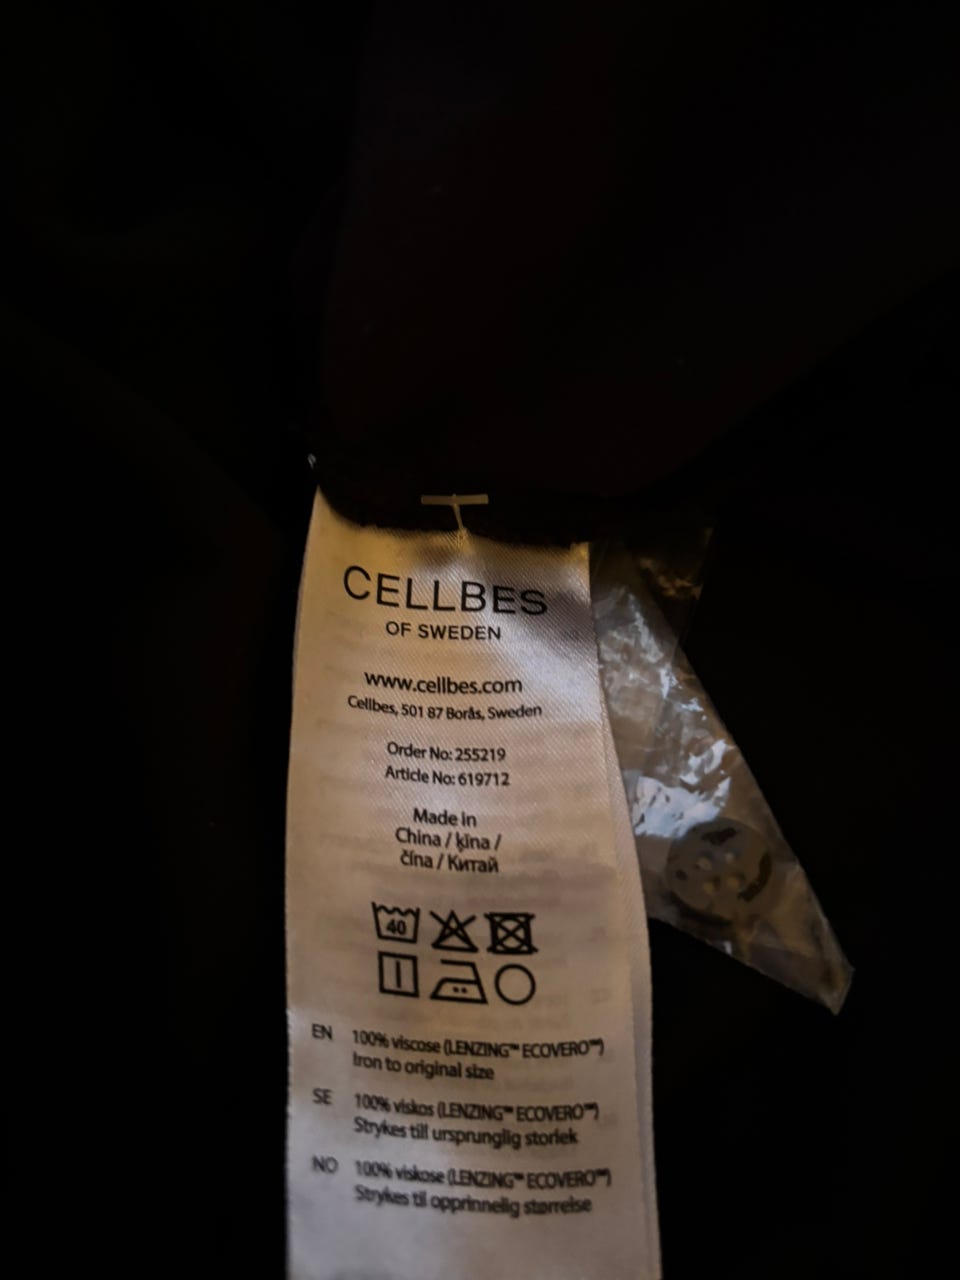 CELLBES
OF SWEDEN
www.cellbes.com
Cellbes, 501 87 Borås, Sweden
Order No: 255219
Article No: 619712
Made in
China / ķīna /
čína / Китай
40
EN 100% viscose (LENZING™ ECOVERO™)
Iron to original size
SE 100% viskos (LENZING™ ECOVERO™)
Strykes till ursprunglig storlek
NO 100% viskose (LENZING™ ECOVERO™)
Strykes til opprinnelig størrelse